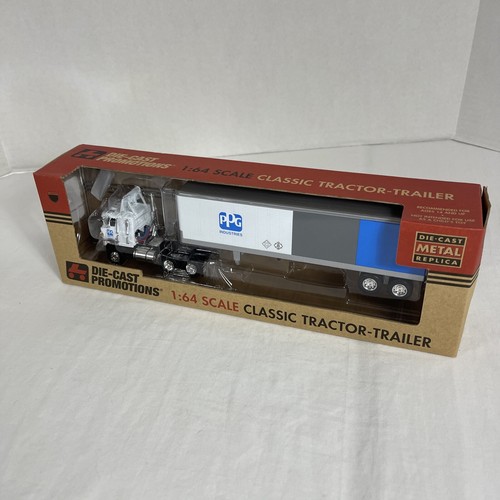 DIE-CAST
PROMOTIONS
1:64 SCALE CLASSIC TRACTOR-TRAILER
PPG
INDUSTRIES
DIE-CAST
METAL
REPLICA
DIE-CAST
PROMOTIONS®
1:64 SCALE CLASSIC TRACTOR-TRAILER